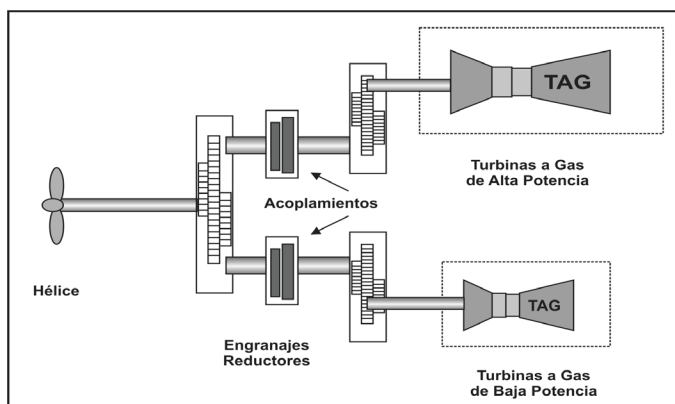 TAG
Turbinas a Gas
de Alta Potencia
Acoplamientos
Hélice
TAG
Engranajes
Reductores
Turbinas a Gas
de Baja Potencia